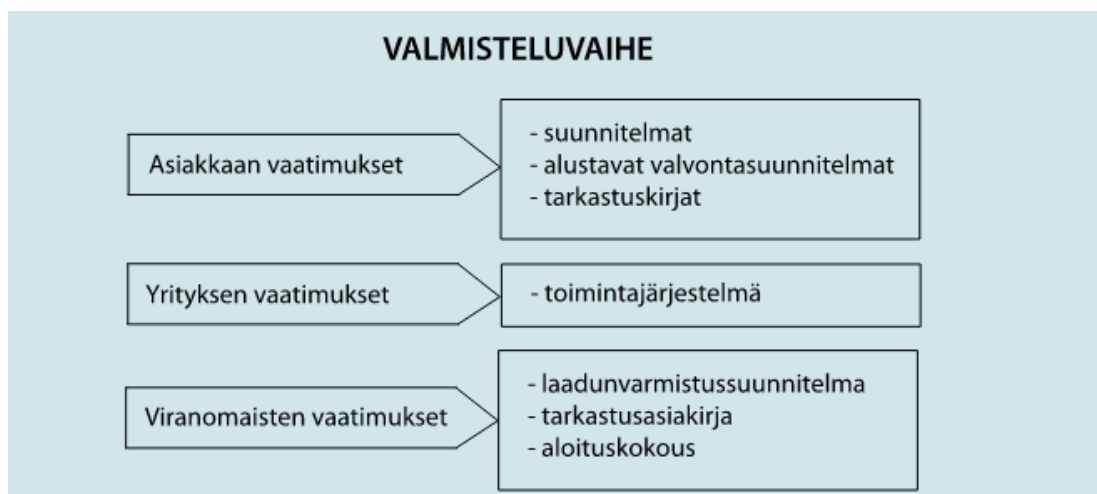 VALMISTELUVAIHE
Asiakkaan vaatimukset
- suunnitelmat
- alustavat valvontasuunnitelmat
- tarkastuskirjat
Yrityksen vaatimukset
- toimintajärjestelmä
Viranomaisten vaatimukset
- laadunvarmistussuunnitelma
- tarkastusasiakirja
- aloituskokous